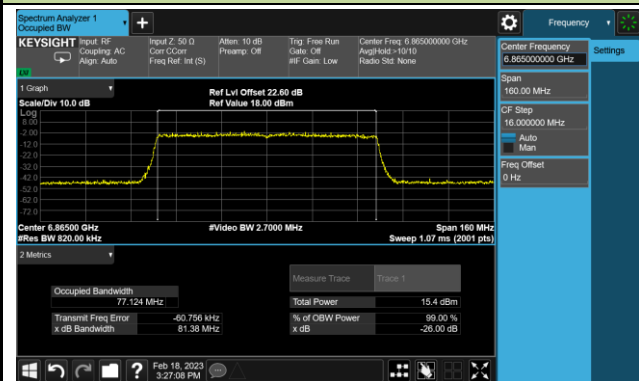 Spectrum Analyzer 1
Occupied BW
Frequency
KEYSIGHT
Input: RF
Coupling: AC
Align: Auto
Input Z: 50 Ω
Corr CCorr
Freq Ref: Int (S)
Atten: 10 dB
Preamp: Off
Trig: Free Run
Gate: Off
#IF Gain: Low
Center Freq: 6.865000000 GHz
Avg|Hold:>10/10
Radio Std: None
Center Frequency
6.865000000 GHz
Settings
Span
160.00 MHz
CF Step
16.000000 MHz
Auto
Man
Freq Offset
0 Hz
1 Graph
Scale/Div 10.0 dB
Ref Lvl Offset 22.60 dB
Ref Value 18.00 dBm
Log
8.00
-2.00
-12.0
-22.0
-32.0
-42.0
-52.0
-62.0
-72.0
Center 6.86500 GHz
#Res BW 820.00 kHz
#Video BW 2.7000 MHz
Span 160 MHz
Sweep 1.07 ms (2001 pts)
2 Metrics
Measure Trace
Trace 1
Occupied Bandwidth
77.124 MHz
Total Power
15.4 dBm
Transmit Freq Error
-60.756 kHz
% of OBW Power
99.00 %
x dB Bandwidth
81.38 MHz
x dB
-26.00 dB
Feb 18, 2023
3:27:08 PM